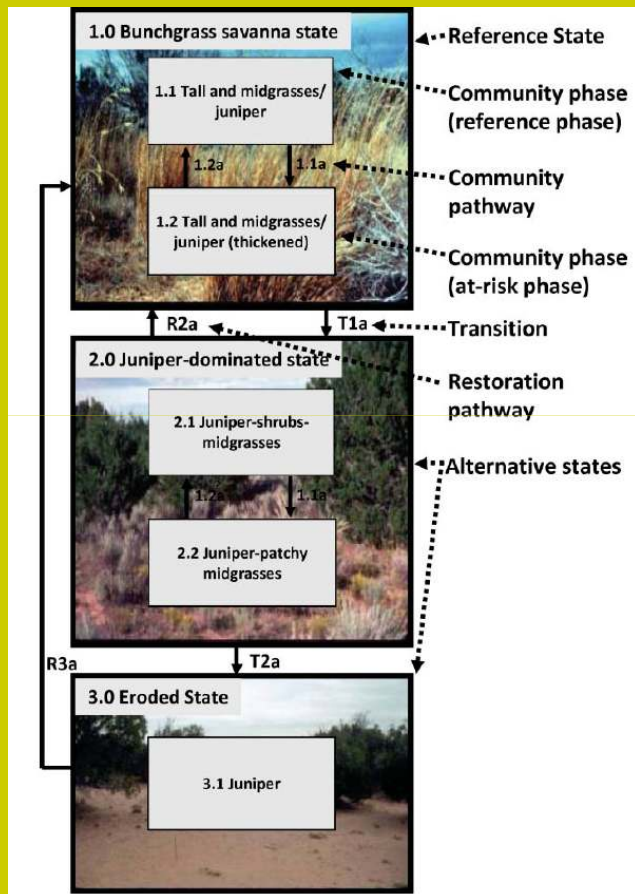 1.0 Bunchgrass savanna state
Reference State
1.1 Tall and midgrasses/
juniper
Community phase
(reference phase)
1.2a
1.1a
Community
pathway
1.2 Tall and midgrasses/
juniper (thickened)
Community phase
(at-risk phase)
R2a
T1a
Transition
2.0 Juniper-dominated state
Restoration
pathway
2.1 Juniper-shrubs-
midgrasses
Alternative states
1.2a
1.1a
2.2 Juniper-patchy
midgrasses
R3a
T2a
3.0 Eroded State
3.1 Juniper